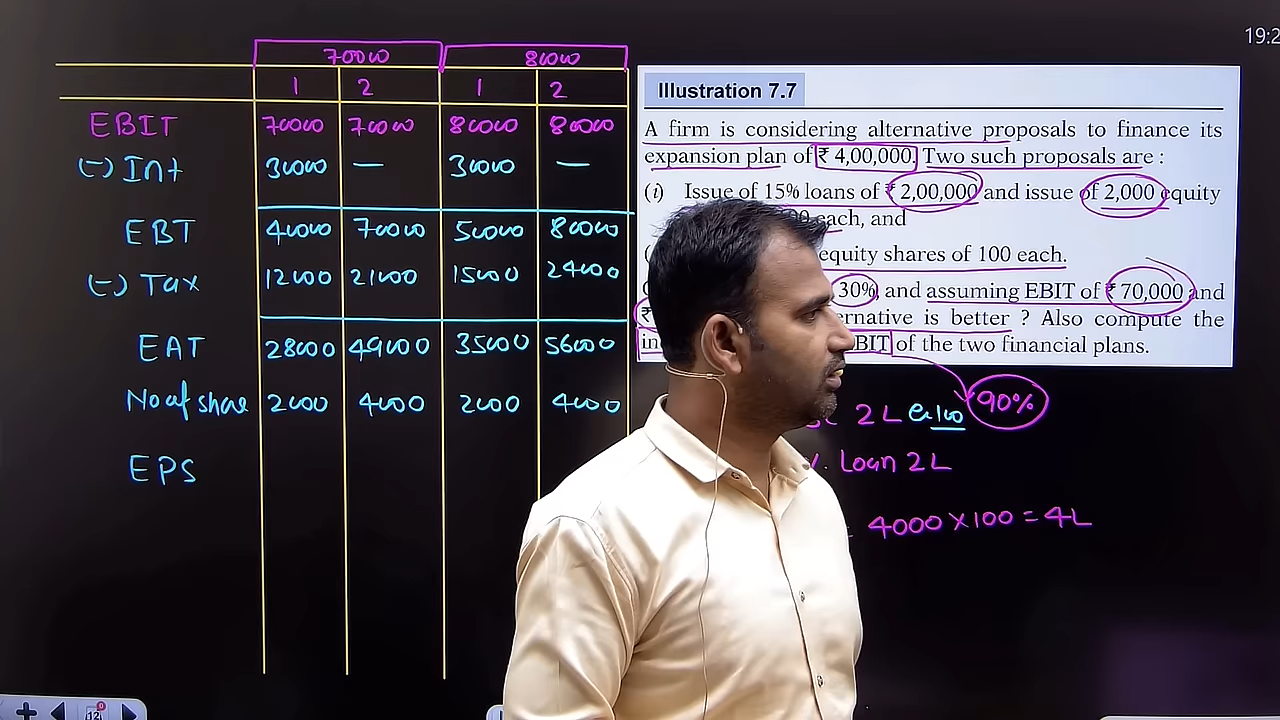 19:2
70000 80000
1 2 1 2
EBIT 70000 70000 80000 80000
(-) Int 30000 — 30000 —
EBT 40000 70000 50000 80000
(-) Tax 12000 21000 15000 24000
EAT 28000 49000 35000 56000
No of share 2000 4000 2000 4000
EPS
Illustration 7.7
A firm is considering alternative proposals to finance its
expansion plan of ₹ 4,00,000. Two such proposals are :
(i) Issue of 15% loans of ₹ 2,00,000 and issue of 2,000 equity
each, and
equity shares of 100 each.
30%, and assuming EBIT of ₹ 70,000 and
₹ ernative is better ? Also compute the
in EBIT of the two financial plans.
2 L @ 100 90%
Loan 2 L
4000 X 100 = 4L
12